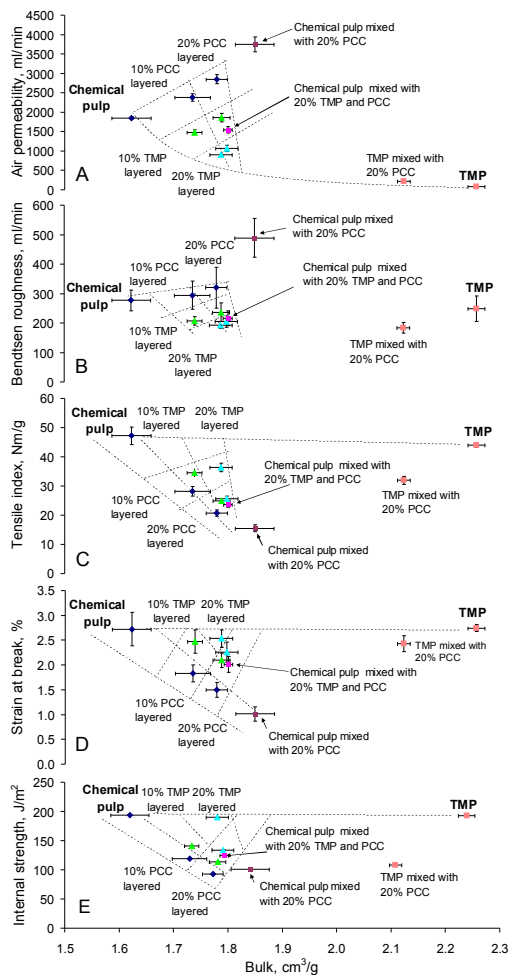 Air permeability, ml/min
4500
4000
3500
3000
2500
2000
1500
1000
500
0
Chemical
pulp
10% PCC
layered
20% PCC
layered
Chemical pulp mixed
with 20% PCC
Chemical pulp mixed with
20% TMP and PCC
10% TMP
layered
20% TMP
layered
TMP mixed with
20% PCC
TMP
A
Bendtsen roughness, ml/min
600
500
400
300
200
100
0
Chemical
pulp
10% PCC
layered
20% PCC
layered
Chemical pulp mixed
with 20% PCC
Chemical pulp mixed
with 20% TMP and PCC
10% TMP
layered
20% TMP
layered
TMP mixed with
20% PCC
TMP
B
Tensile index, Nm/g
60
50
40
30
20
10
0
Chemical pulp
10% TMP
layered
20% TMP
layered
TMP
Chemical pulp mixed with
20% TMP and PCC
10% PCC
layered
20% PCC
layered
TMP mixed with
20% PCC
Chemical pulp mixed
with 20% PCC
C
Strain at break, %
3.5
3.0
2.5
2.0
1.5
1.0
0.5
0.0
Chemical
pulp
10% TMP
layered
20% TMP
layered
TMP
TMP mixed with
20% PCC
Chemical pulp mixed with
20% TMP and PCC
10% PCC
layered
20% PCC
layered
Chemical pulp mixed
with 20% PCC
D
Internal strength, J/m²
250
200
150
100
50
0
Chemical
pulp
10% TMP
layered
20% TMP
layered
TMP
Chemical pulp mixed
with 20% TMP and PCC
10% PCC
layered
20% PCC
layered
Chemical pulp mixed
with 20% PCC
TMP mixed with
20% PCC
E
1.5 1.6 1.7 1.8 1.9 2.0 2.1 2.2 2.3
Bulk, cm³/g